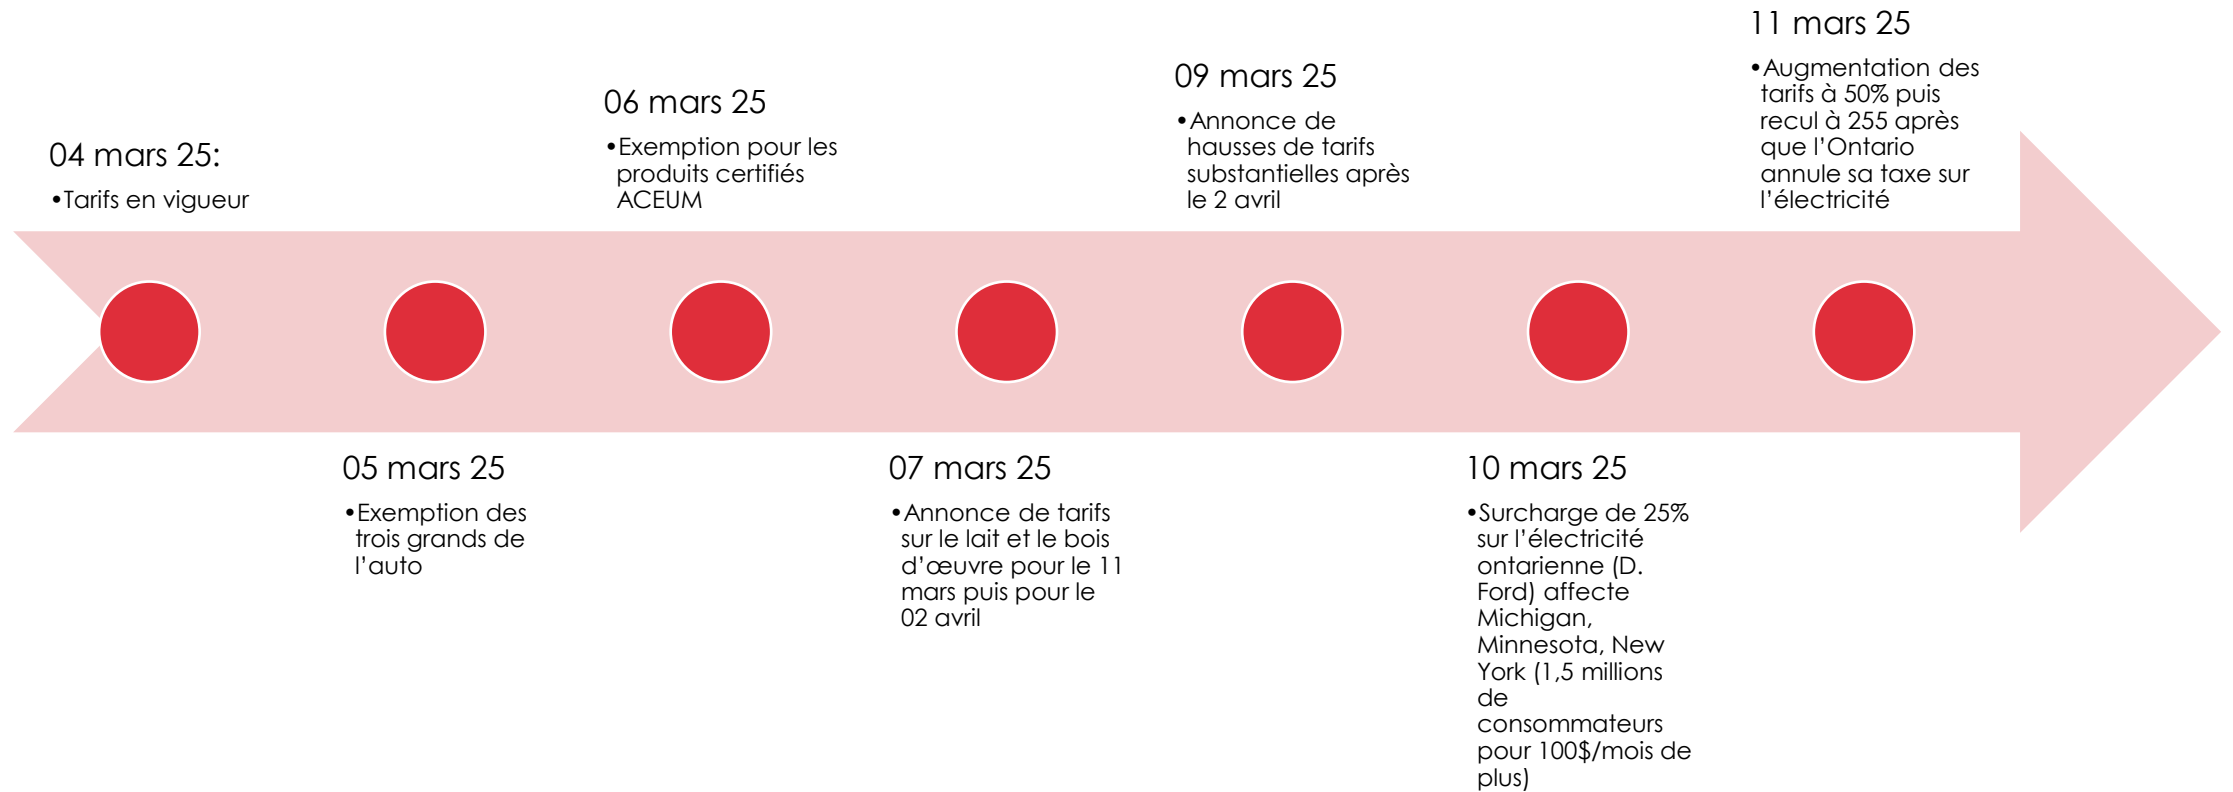 04 mars 25:
•Tarifs en vigueur
05 mars 25
•Exemption des
trois grands de
l’auto
06 mars 25
•Exemption pour les
produits certifiés
ACEUM
07 mars 25
•Annonce de tarifs
sur le lait et le bois
d’œuvre pour le 11
mars puis pour le
02 avril
09 mars 25
•Annonce de
hausses de tarifs
substantielles après
le 2 avril
10 mars 25
•Surcharge de 25%
sur l’électricité
ontarienne (D.
Ford) affecte
Michigan,
Minnesota, New
York (1,5 millions
de
consommateurs
pour 100$/mois de
plus)
11 mars 25
•Augmentation des
tarifs à 50% puis
recul à 255 après
que l’Ontario
annule sa taxe sur
l’électricité